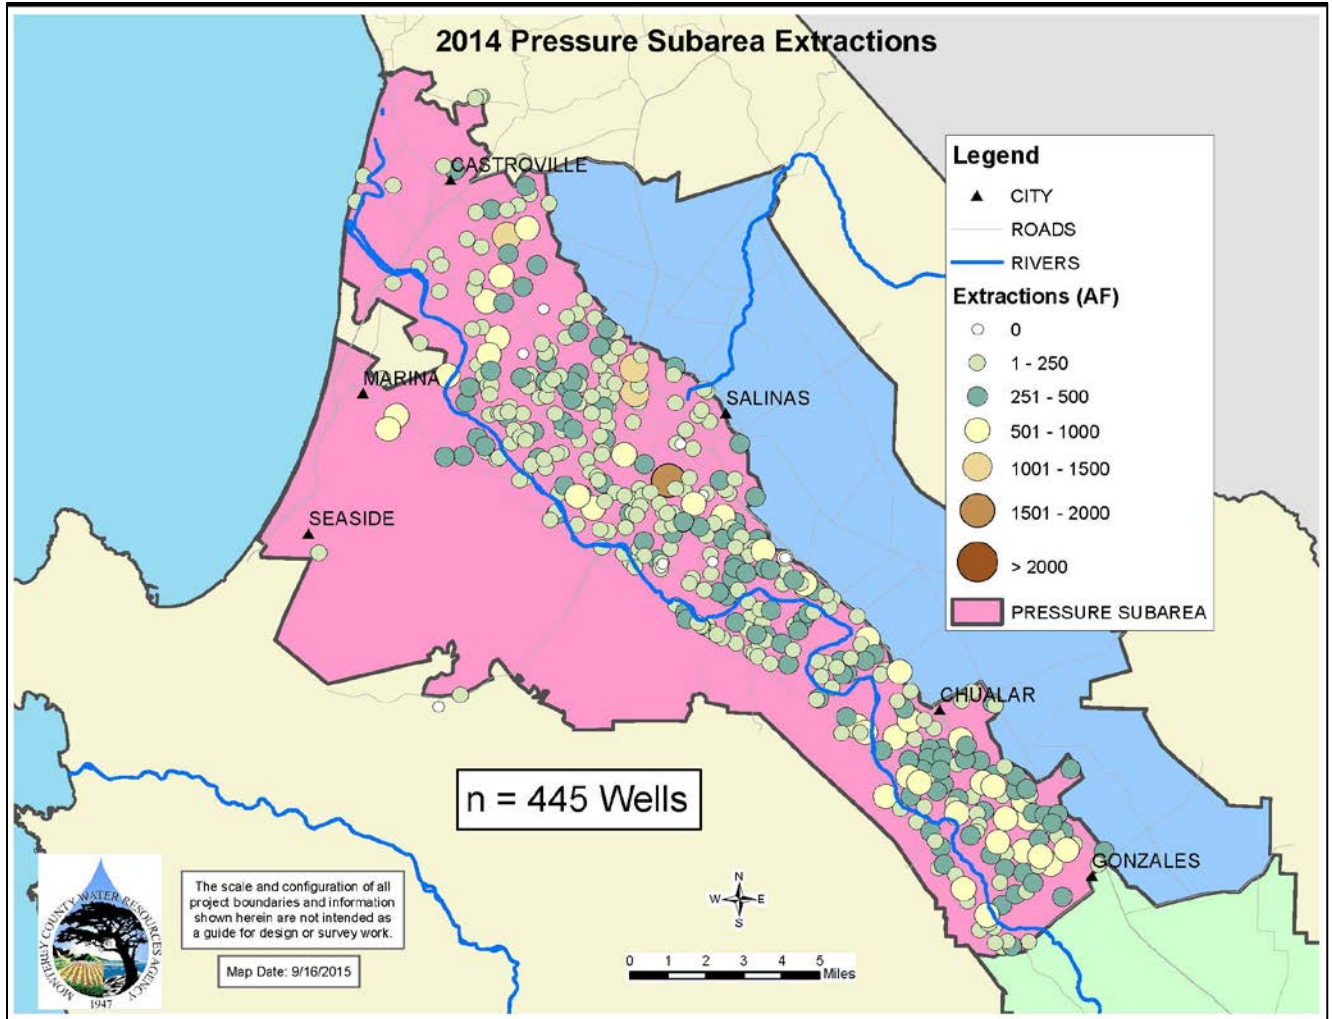 2014 Pressure Subarea Extractions
CASTROVILLE
MARINA
SALINAS
SEASIDE
CHUALAR
GONZALES
Legend
CITY
ROADS
RIVERS
Extractions (AF)
0
1 - 250
251 - 500
501 - 1000
1001 - 1500
1501 - 2000
> 2000
PRESSURE SUBAREA
n = 445 Wells
MONTEREY COUNTY WATER RESOURCES AGENCY
1947
The scale and configuration of all
project boundaries and information
shown herein are not intended as
a guide for design or survey work.
Map Date: 9/16/2015
N
W E
S
0 1 2 3 4 5
Miles